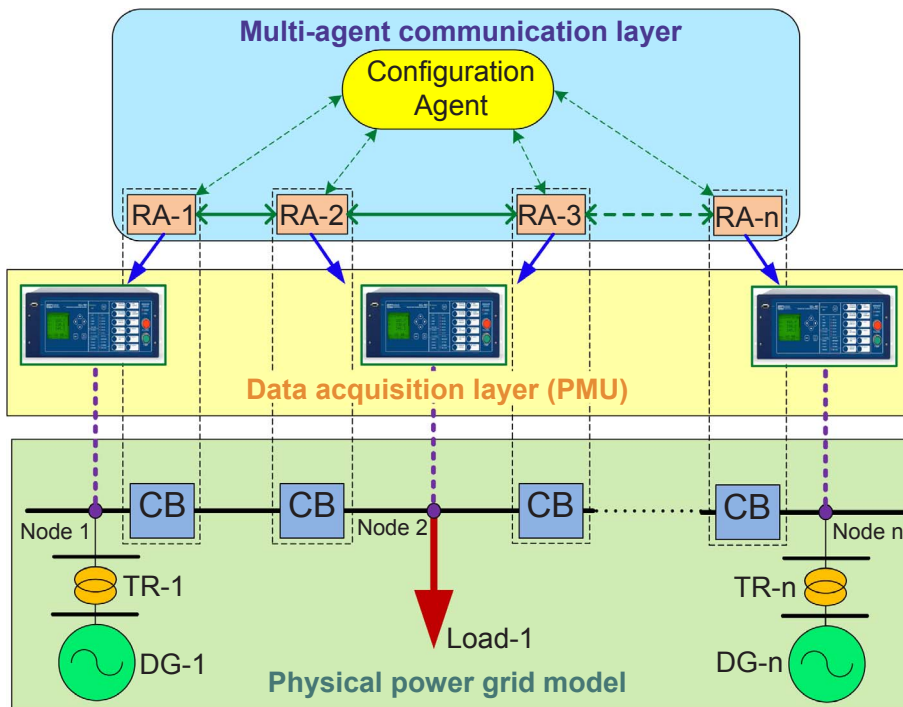 Multi-agent communication layer
Configuration
Agent
RA-1
RA-2
RA-3
RA-n
Data acquisition layer (PMU)
CB
CB
CB
CB
Node 1
Node 2
Node n
TR-1
TR-n
Load-1
DG-1
DG-n
Physical power grid model